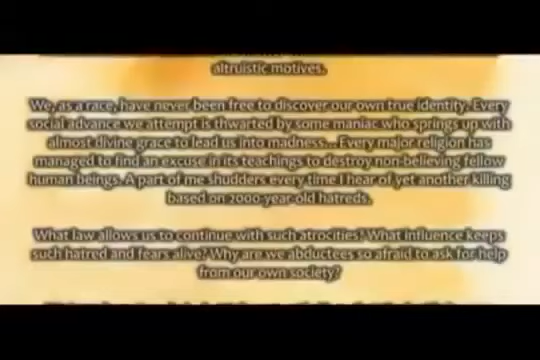 altruistic motives.
We, as a race, have never been free to discover our own true identity. Every
social advance we attempt is thwarted by some maniac who springs up with
almost divine grace to lead us into madness... Every major religion has
managed to find an excuse in its teachings to destroy non-believing fellow
human beings. A part of me shudders every time I hear of yet another killing
based on 2000-year-old hatreds.
What law allows us to continue with such atrocities? What influence keeps
such hatred and fears alive? Why are we abductees so afraid to ask for help
from our own society?